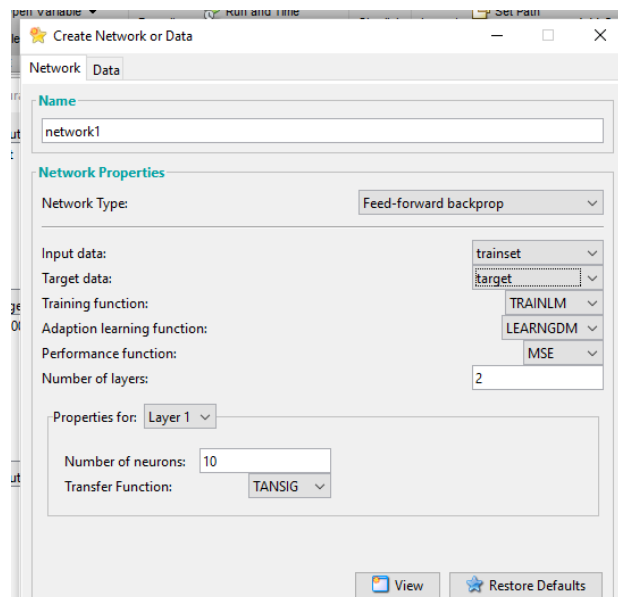 pen Variable
Run and Time
Set Path
Create Network or Data
Network Data
Name
network1
Network Properties
Network Type: Feed-forward backprop
Input data: trainset
Target data: target
Training function: TRAINLM
Adaption learning function: LEARNGDM
Performance function: MSE
Number of layers: 2
Properties for: Layer 1
Number of neurons: 10
Transfer Function: TANSIG
View Restore Defaults